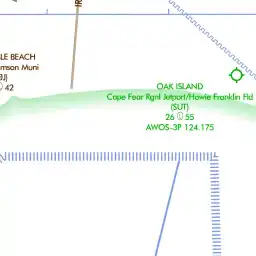 LE BEACH
mson Muni
BJ)
42
OAK ISLAND
Cape Fear Rgnl Jetport/Howie Franklin Fld
(SUT)
26 55
AWOS-3P 124.175